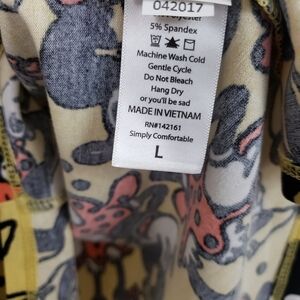 042017
Polyester
5% Spandex
Machine Wash Cold
Gentle Cycle
Do Not Bleach
Hang Dry
or you'll be sad
MADE IN VIETNAM
RN#142161
Simply Comfortable
L